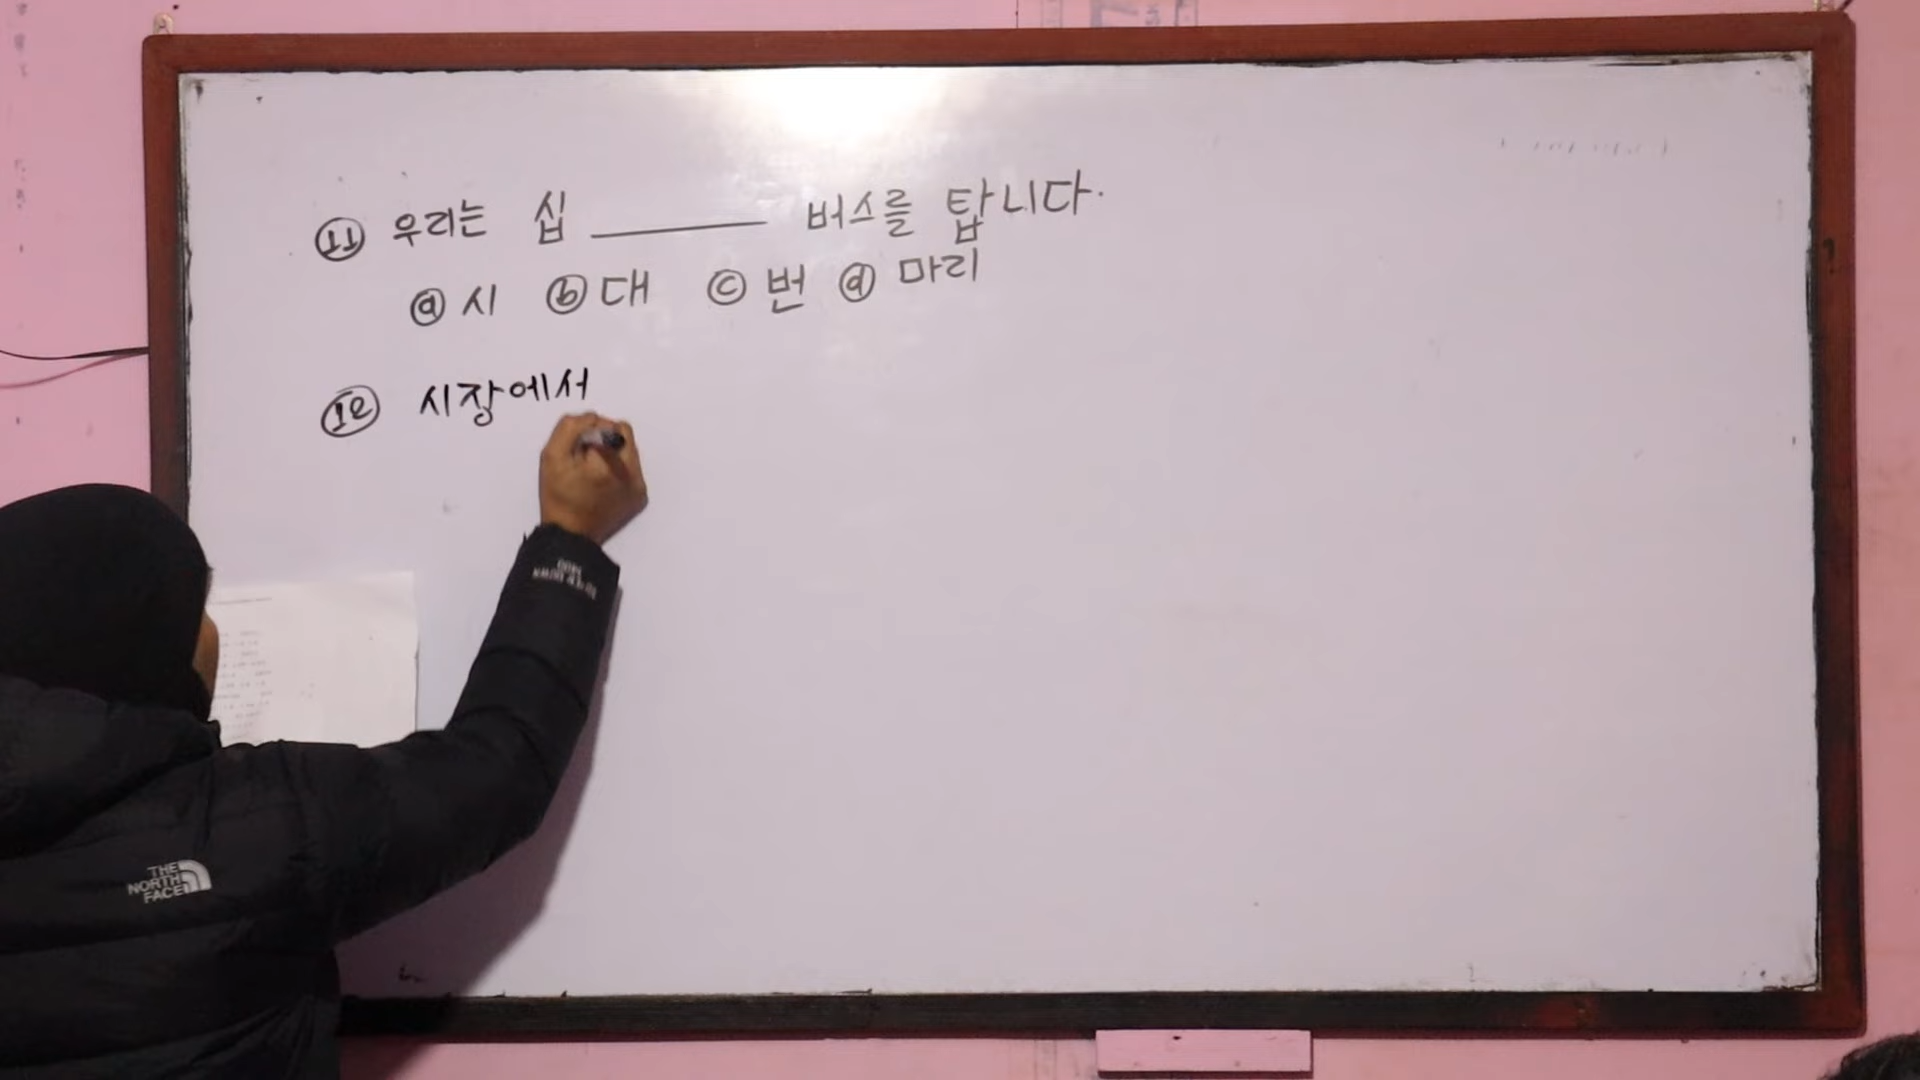 ⑪ 우리는 십 ______ 버스를 탑니다.
ⓐ 시 ⓑ 대 ⓒ 번 ⓓ 마리
⑫ 시장에서
THE
NORTH
FACE